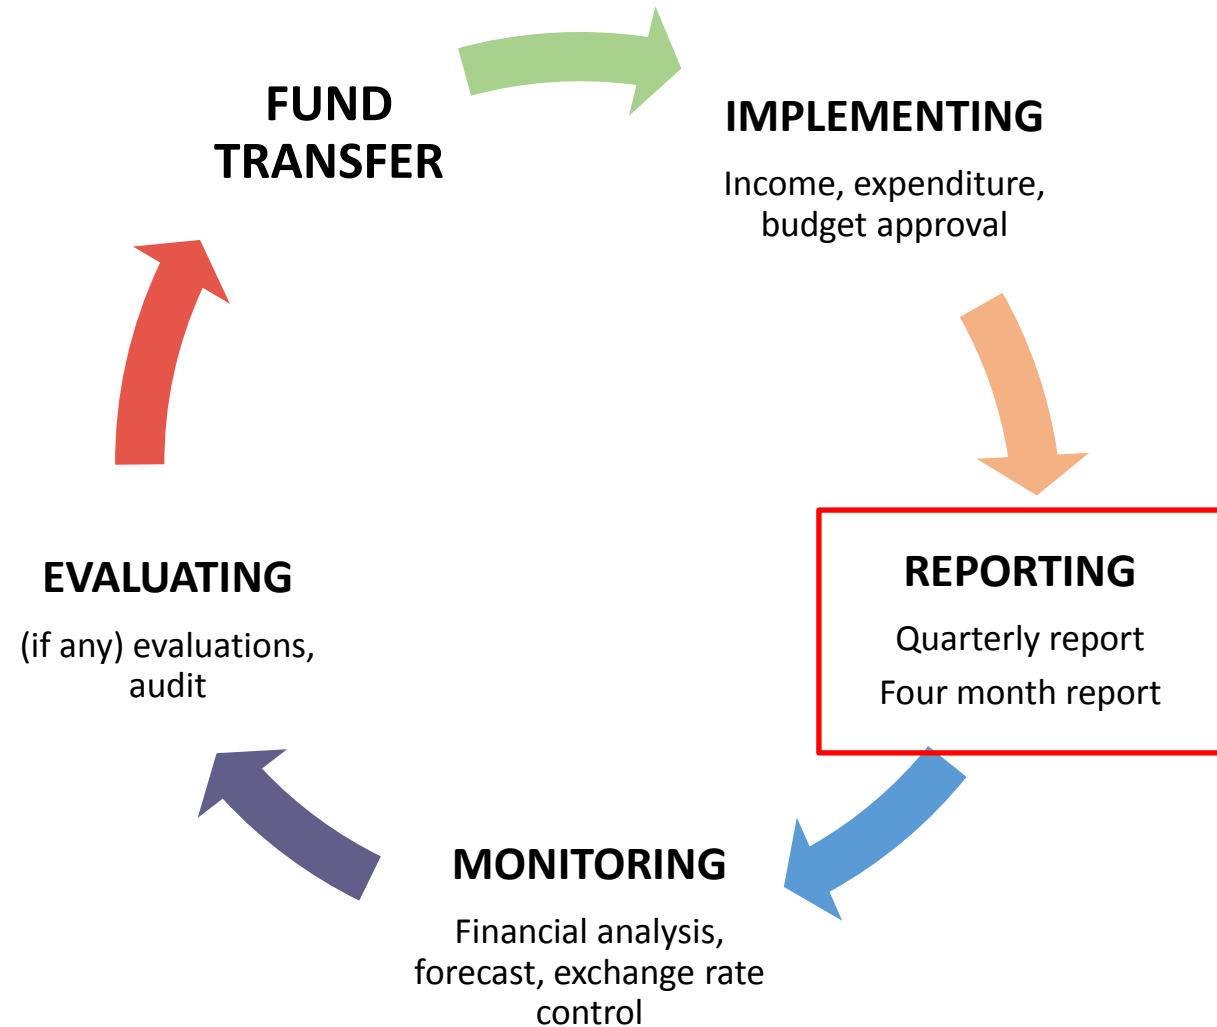 FUND
TRANSFER
IMPLEMENTING
Income, expenditure,
budget approval
REPORTING
Quarterly report
Four month report
MONITORING
Financial analysis,
forecast, exchange rate
control
EVALUATING
(if any) evaluations,
audit